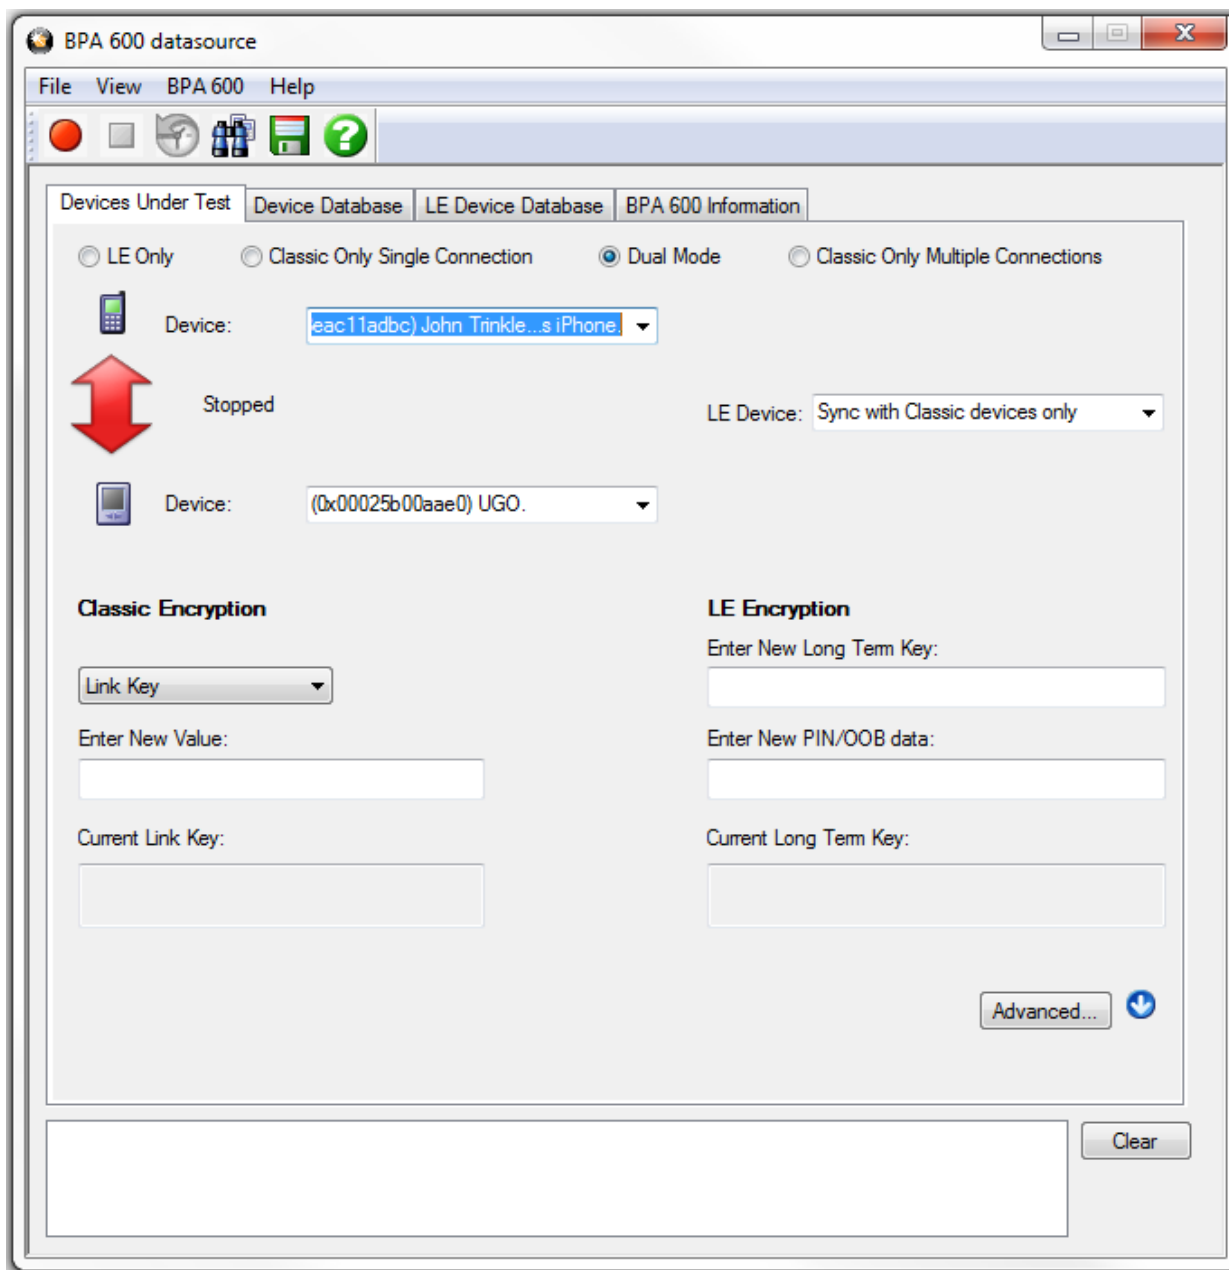 BPA 600 datasource
File View BPA 600 Help
Devices Under Test Device Database LE Device Database BPA 600 Information
LE Only Classic Only Single Connection Dual Mode Classic Only Multiple Connections
Device: eac11adbc) John Trinkle...s iPhone.
Stopped
LE Device: Sync with Classic devices only
Device: (0x00025b00aae0) UGO.
Classic Encryption LE Encryption
Enter New Long Term Key:
Link Key
Enter New Value: Enter New PIN/OOB data:
Current Link Key: Current Long Term Key:
Advanced...
Clear